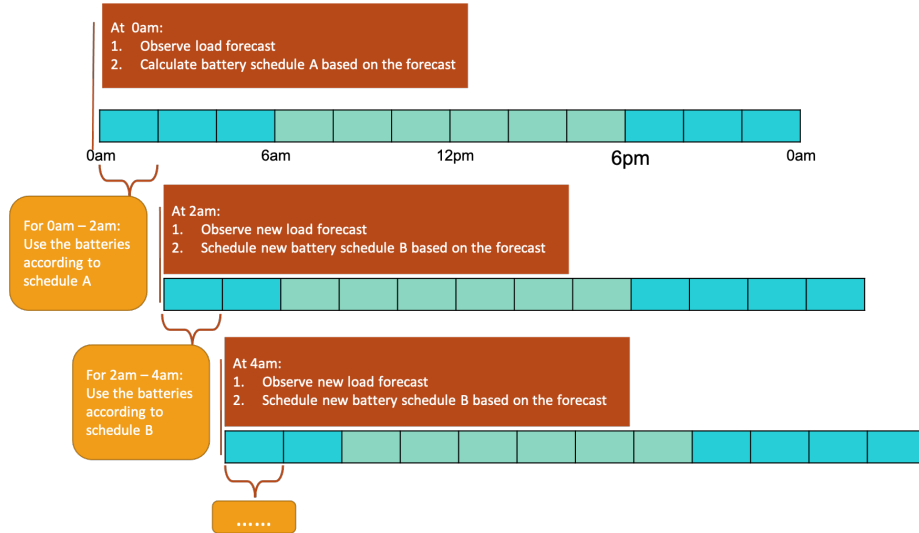 At 0am:
1. Observe load forecast
2. Calculate battery schedule A based on the forecast
0am
6am
12pm
6pm
0am
For 0am – 2am:
Use the batteries
according to
schedule A
At 2am:
1. Observe new load forecast
2. Schedule new battery schedule B based on the forecast
For 2am – 4am:
Use the batteries
according to
schedule B
At 4am:
1. Observe new load forecast
2. Schedule new battery schedule B based on the forecast
……